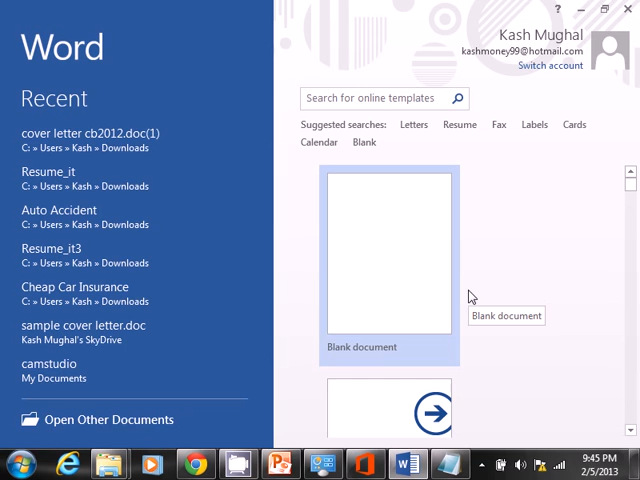 Word
Recent
cover letter cb2012.doc(1)
C: » Users » Kash » Downloads
Resume_it
C: » Users » Kash » Downloads
Auto Accident
C: » Users » Kash » Downloads
Resume_it3
C: » Users » Kash » Downloads
Cheap Car Insurance
C: » Users » Kash » Downloads
sample cover letter.doc
Kash Mughal's SkyDrive
camstudio
My Documents
Open Other Documents
?
Kash Mughal
kashmoney99@hotmail.com
Switch account
Search for online templates
Suggested searches: Letters Resume Fax Labels Cards
Calendar Blank
Blank document
Blank document
9:45 PM
2/5/2013